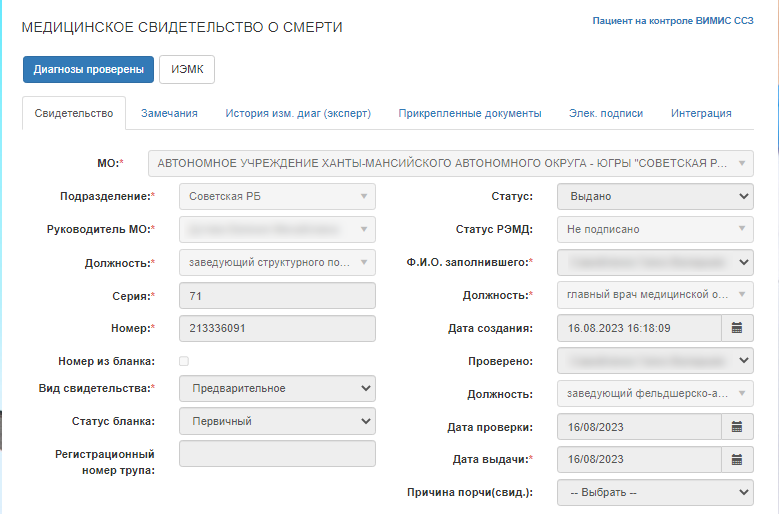 МЕДИЦИНСКОЕ СВИДЕТЕЛЬСТВО О СМЕРТИ
Пациент на контроле ВИМИС ССЗ
Диагнозы проверены
ИЭМК
Свидетельство
Замечания
История изм. диаг (эксперт)
Прикрепленные документы
Элек. подписи
Интеграция
МО:* АВТОНОМНОЕ УЧРЕЖДЕНИЕ ХАНТЫ-МАНСИЙСКОГО АВТОНОМНОГО ОКРУГА - ЮГРЫ "СОВЕТСКАЯ Р...
Подразделение:* Советская РБ
Руководитель МО:*
Должность:* заведующий структурного по...
Серия:* 71
Номер:* 213336091
Номер из бланка:
Вид свидетельства:* Предварительное
Статус бланка: Первичный
Регистрационный
номер трупа:
Статус: Выдано
Статус РЭМД: Не подписано
Ф.И.О. заполнившего:*
Должность:* главный врач медицинской о...
Дата создания: 16.08.2023 16:18:09
Проверено:
Должность: заведующий фельдшерско-а...
Дата проверки: 16/08/2023
Дата выдачи:* 16/08/2023
Причина порчи(свид.): -- Выбрать --